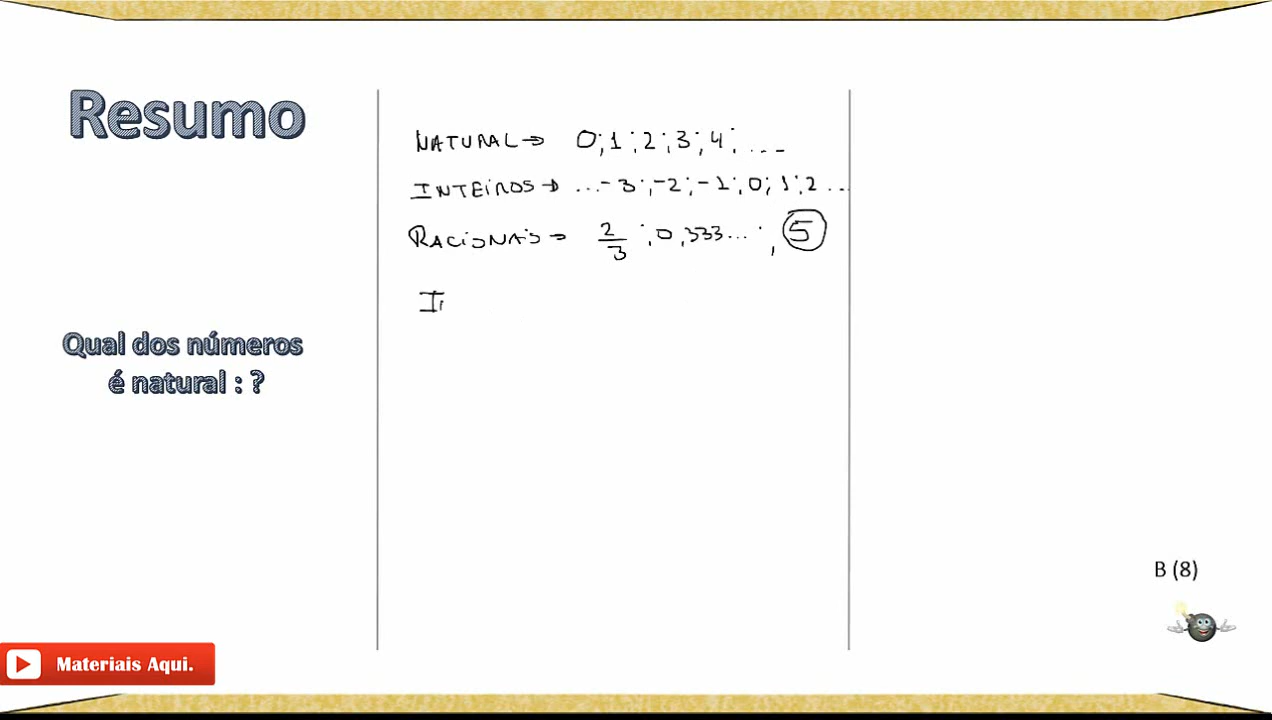 Resumo
Qual dos números
é natural : ?
NATURAL → 0; 1; 2; 3; 4; ...
INTEIROS → ...-3; -2; -1; 0; 1; 2 ...
RACIONAIS → 2/3; 0,333...; 5
B (8)
Materiais Aqui.